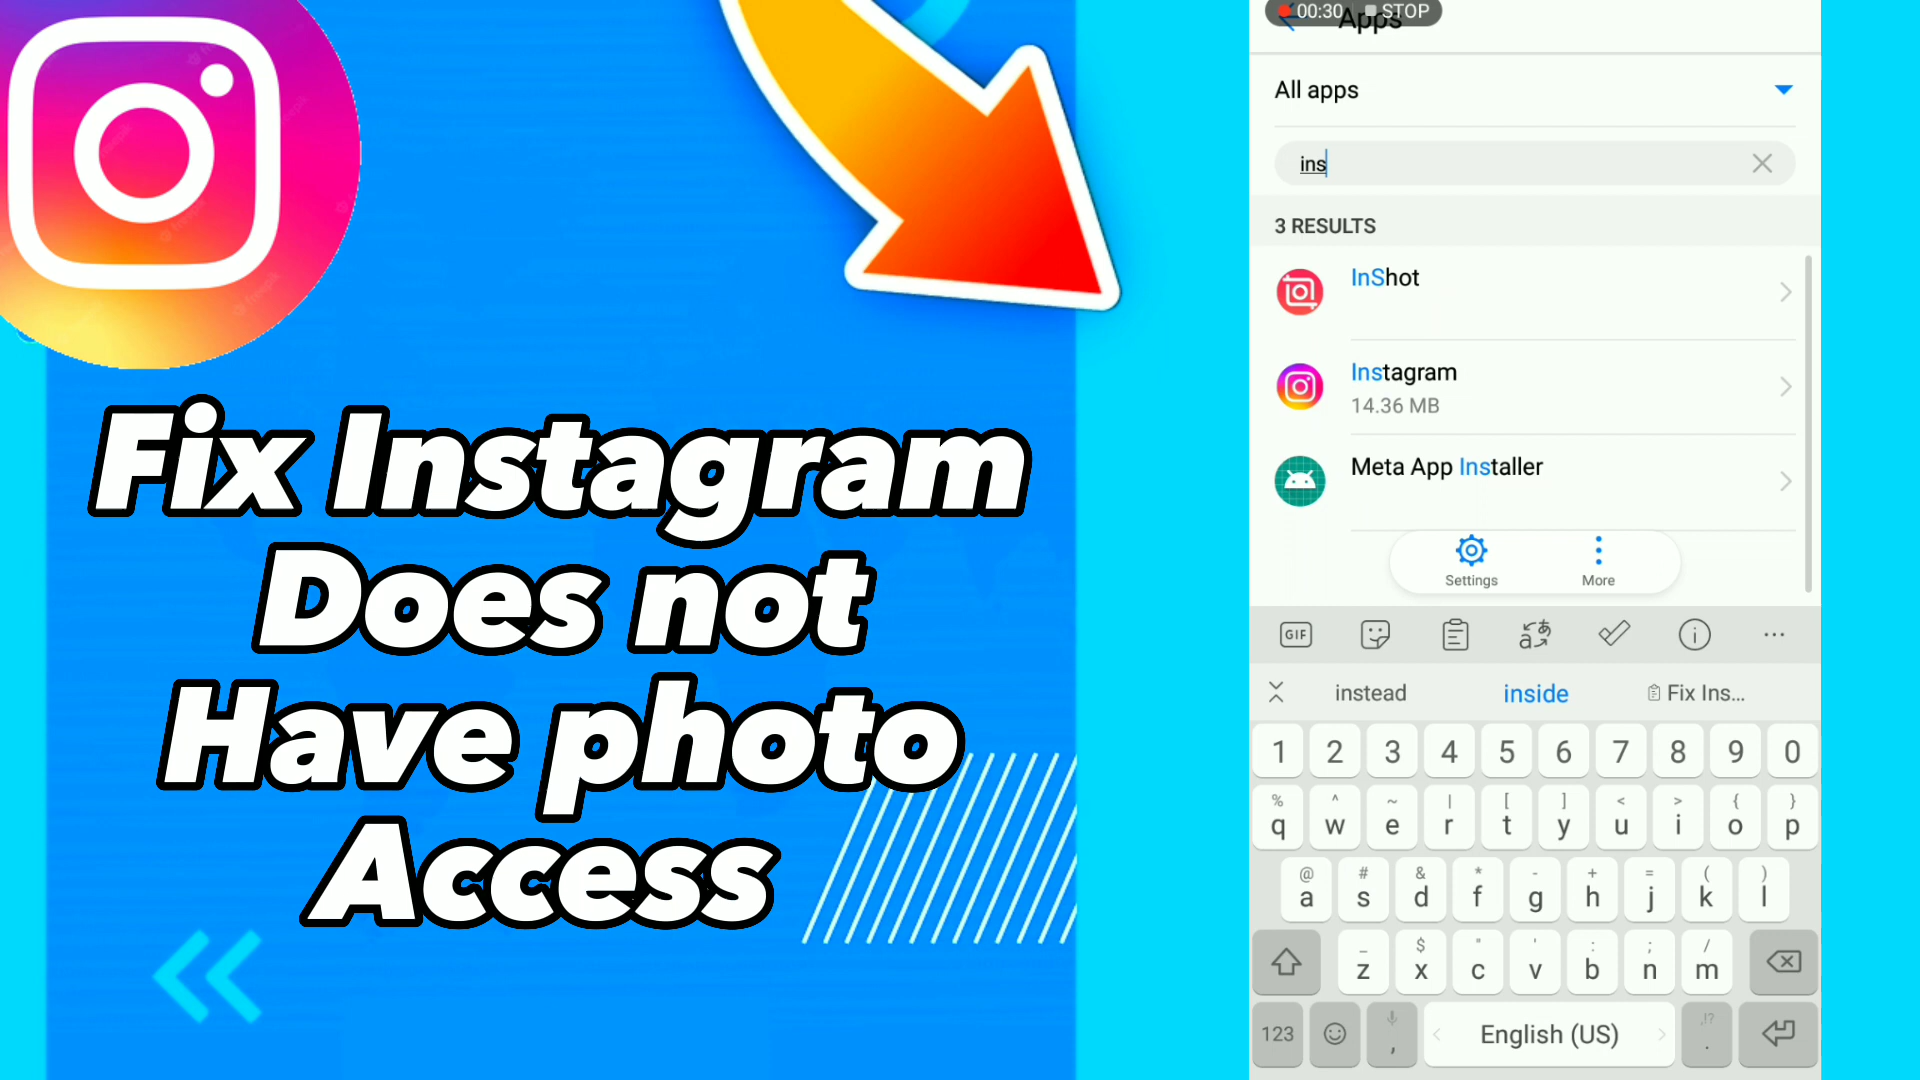 Fix Instagram
Does not
Have photo
Access
00:30 STOP
Apps
All apps
ins
3 RESULTS
InShot
Instagram
14.36 MB
Meta App Installer
Settings More
GIF
instead inside Fix Ins...
1 2 3 4 5 6 7 8 9 0
% ^ ~ | [ ] < > { }
q w e r t y u i o p
@ # & * - + = ( )
a s d f g h j k l
_ $ " ' : ; /
z x c v b n m
123 , English (US) ,!? .